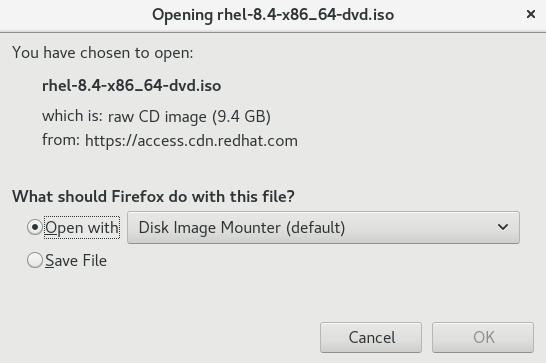 Opening rhel-8.4-x86_64-dvd.iso ×
You have chosen to open:
rhel-8.4-x86_64-dvd.iso
which is: raw CD image (9.4 GB)
from: https://access.cdn.redhat.com
What should Firefox do with this file?
Open with Disk Image Mounter (default)
Save File
Cancel OK